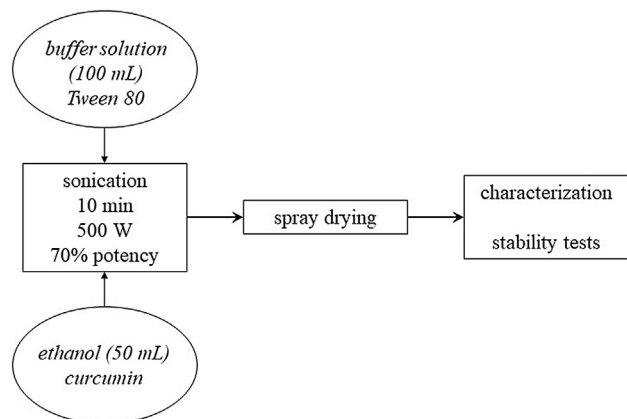 buffer solution
(100 mL)
Tween 80
sonication
10 min
500 W
70% potency
spray drying
characterization
stability tests
ethanol (50 mL)
curcumin